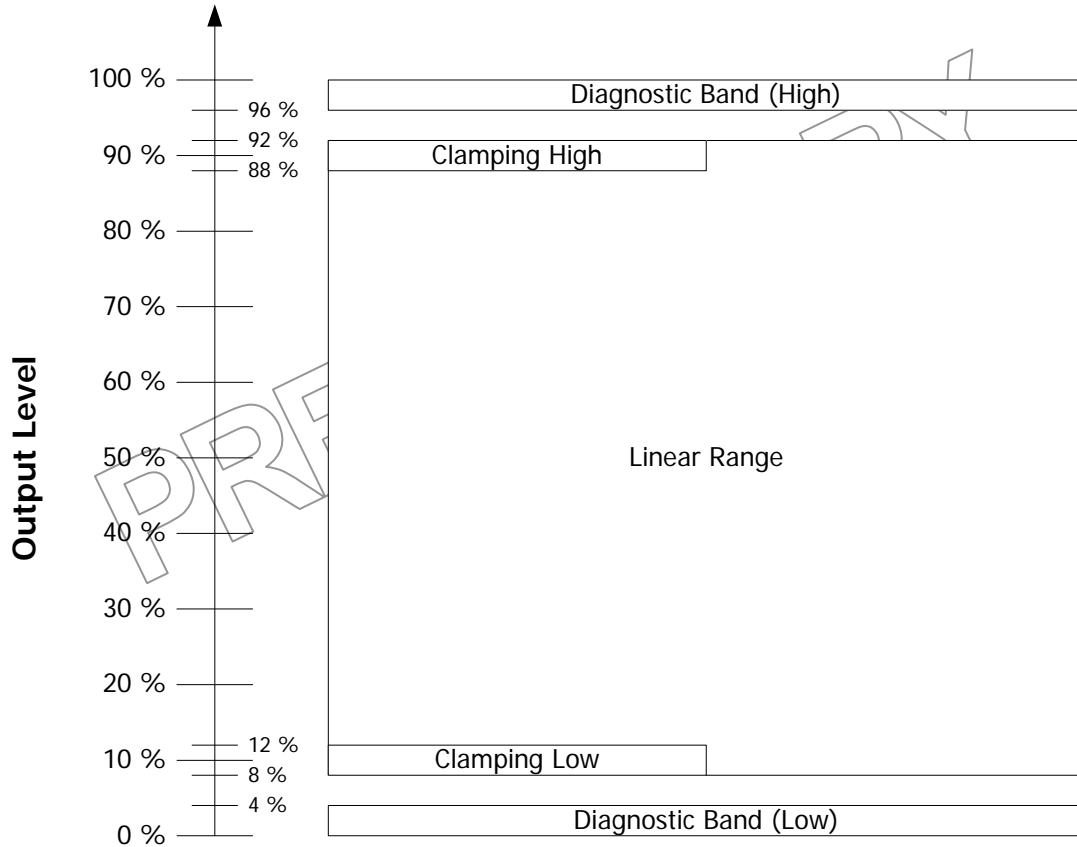 100 %
Diagnostic Band (High)
96 %
92 %
90 %
Clamping High
88 %
80 %
70 %
60 %
Output Level
50 %
Linear Range
40 %
30 %
20 %
12 %
10 %
Clamping Low
8 %
4 %
Diagnostic Band (Low)
0 %